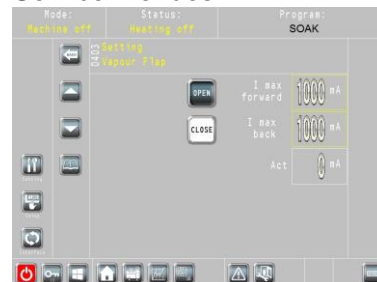 Mode:
Status:
Program:
Machine off
Heating off
SOAK
0403
Setting
Vapour Flap
OPEN
I max
forward
1000 mA
CLOSE
I max
back
1000 mA
Act
0 mA